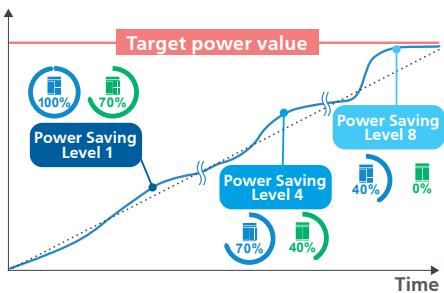 Target power value
100%
70%
Power Saving
Level 1
Power Saving
Level 4
70%
40%
Power Saving
Level 8
40%
0%
Time